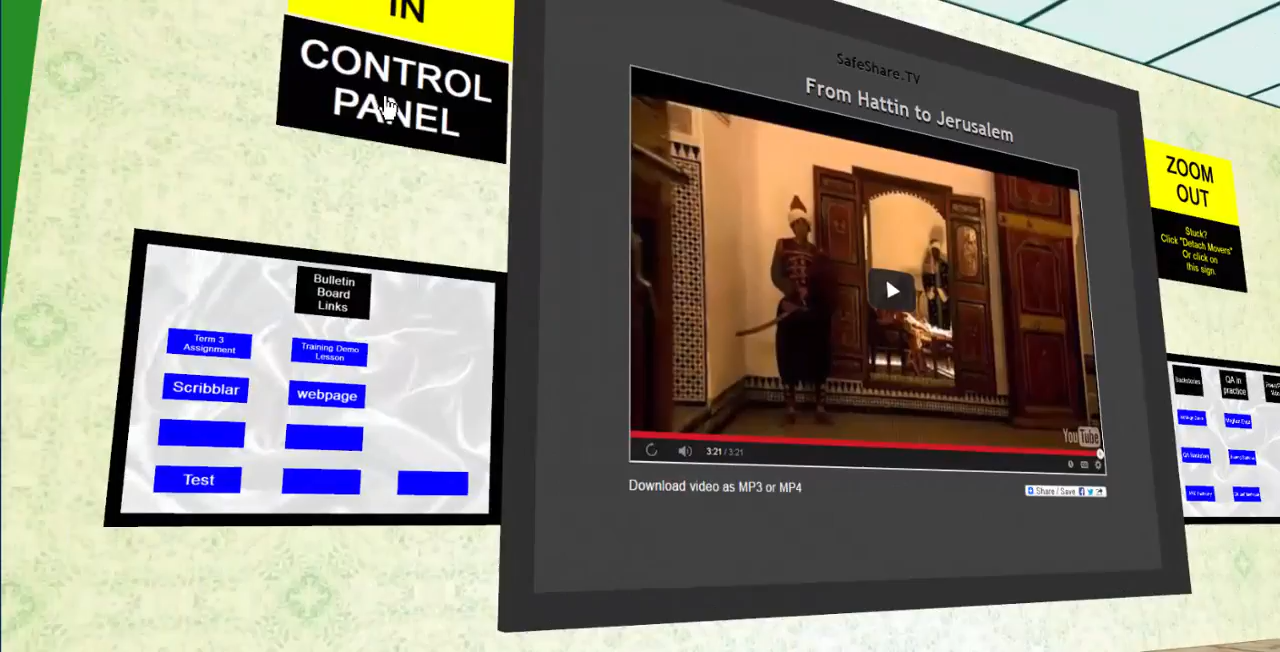 IN
CONTROL
PANEL
Bulletin
Board
Links
Term 3
Assignment
Training Demo
Lesson
Scribblar
webpage
Test
SafeShare.TV
From Hattin to Jerusalem
YouTube
3:21 / 3:21
Download video as MP3 or MP4
Share / Save
ZOOM
OUT
Stuck?
Click "Detach Movers"
Or click on
this sign.
Backstories
QA in
practice